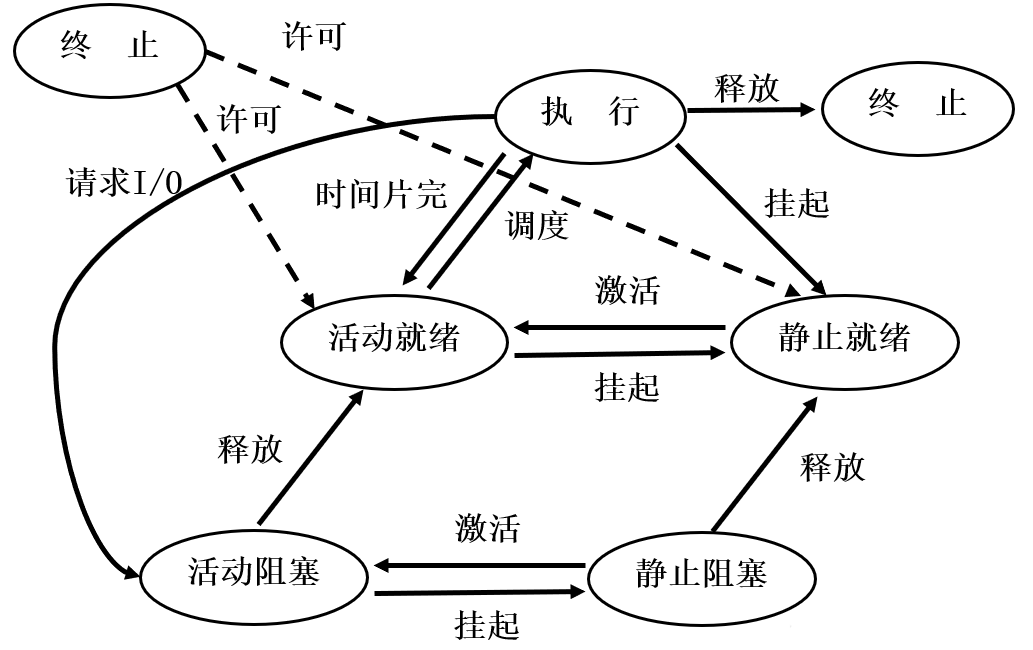 终 止
许可
执 行
释放
终 止
许可
请求I/O
时间片完
调度
挂起
激活
活动就绪
静止就绪
挂起
释放
释放
激活
活动阻塞
静止阻塞
挂起